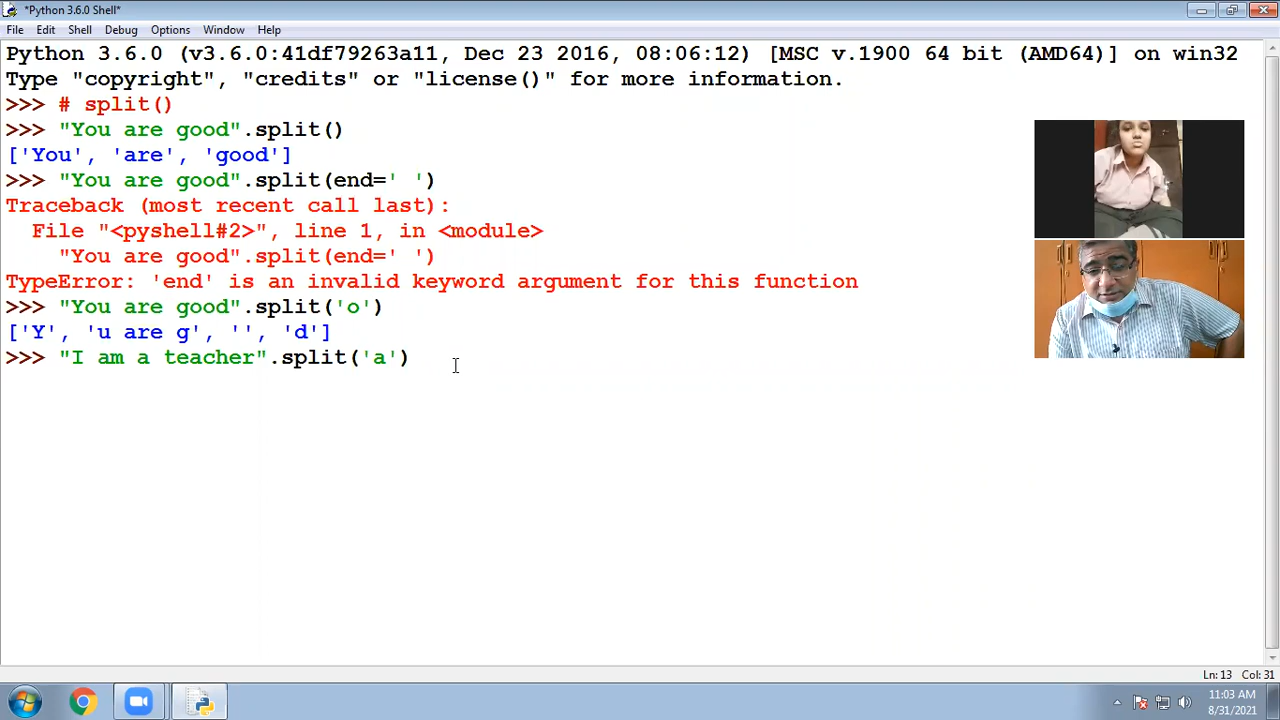 *Python 3.6.0 Shell*
File Edit Shell Debug Options Window Help
Python 3.6.0 (v3.6.0:41df79263a11, Dec 23 2016, 08:06:12) [MSC v.1900 64 bit (AMD64)] on win32
Type "copyright", "credits" or "license()" for more information.
>>> # split()
>>> "You are good".split()
['You', 'are', 'good']
>>> "You are good".split(end=' ')
Traceback (most recent call last):
  File "<pyshell#2>", line 1, in <module>
    "You are good".split(end=' ')
TypeError: 'end' is an invalid keyword argument for this function
>>> "You are good".split('o')
['Y', 'u are g', '', 'd']
>>> "I am a teacher".split('a')
Ln: 13 Col: 31
11:03 AM
8/31/2021